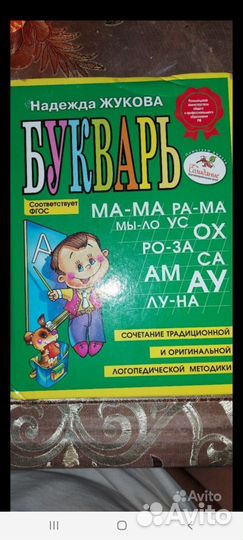 Надежда ЖУКОВА
БУКВАРЬ
Соответствует
ФГОС
МА-МА РА-МА
МЫ-ЛО УС ОХ
РО-ЗА
АМ СА
АУ
ЛУ-НА
А
СОЧЕТАНИЕ ТРАДИЦИОННОЙ
И ОРИГИНАЛЬНОЙ
ЛОГОПЕДИЧЕСКОЙ МЕТОДИКИ
Avito
Avito